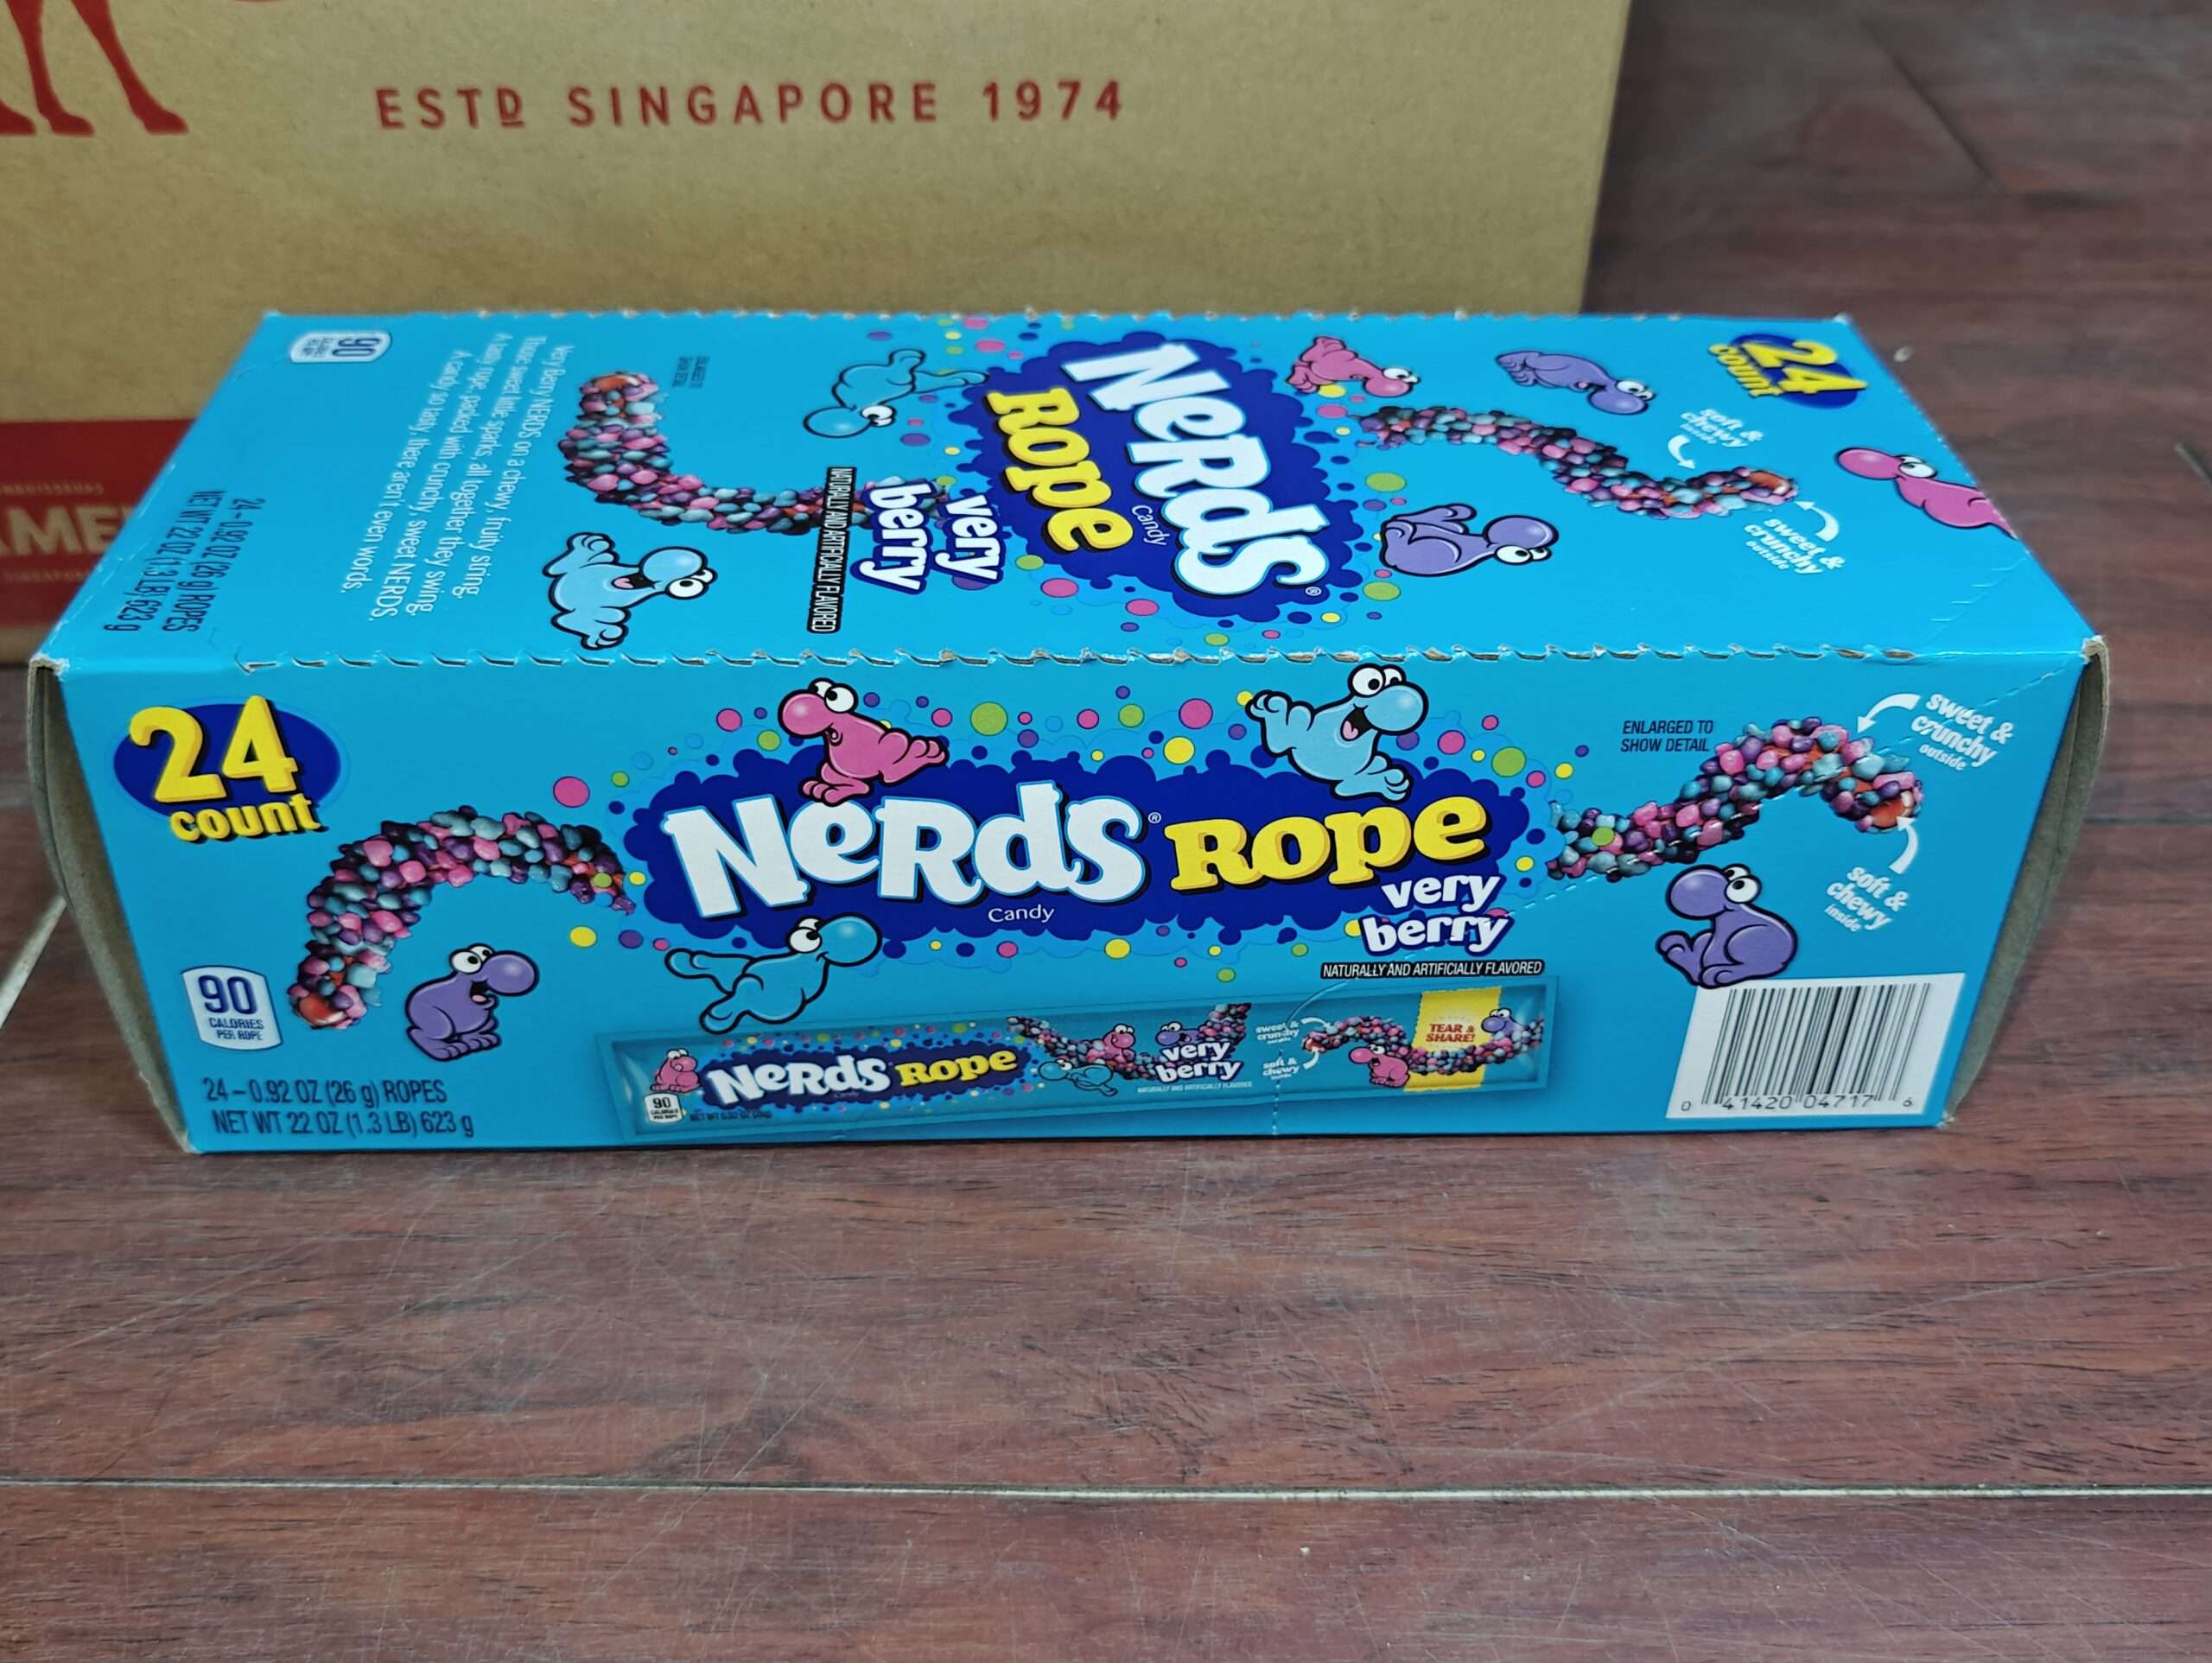 ESTD SINGAPORE 1974
AME
90
24 count
soft &
chewy
inside
sweet &
crunchy
outside
NeRds®
Rope
Candy
very
berry
NATURALLY AND ARTIFICIALLY FLAVORED
Very Berry NERDS on a chewy, fruity string.
Those sweet little sparks, all together they swing.
A tasty rope packed with crunchy, sweet NERDS.
A candy so tasty, there aren't even words.
24-0.92 OZ (26 g) ROPES
NET WT 22 OZ (1.3 LB) 623 g
24
count
ENLARGED TO
SHOW DETAIL
sweet &
crunchy
outside
NeRds® Rope
Candy
very
berry
NATURALLY AND ARTIFICIALLY FLAVORED
soft &
chewy
inside
90
CALORIES
PER ROPE
24 – 0.92 OZ (26 g) ROPES
NET WT 22 OZ (1.3 LB) 623 g
NeRds Rope
very
berry
sweet &
crunchy
soft &
chewy
TEAR &
SHARE!
90
0 41420 04717 6